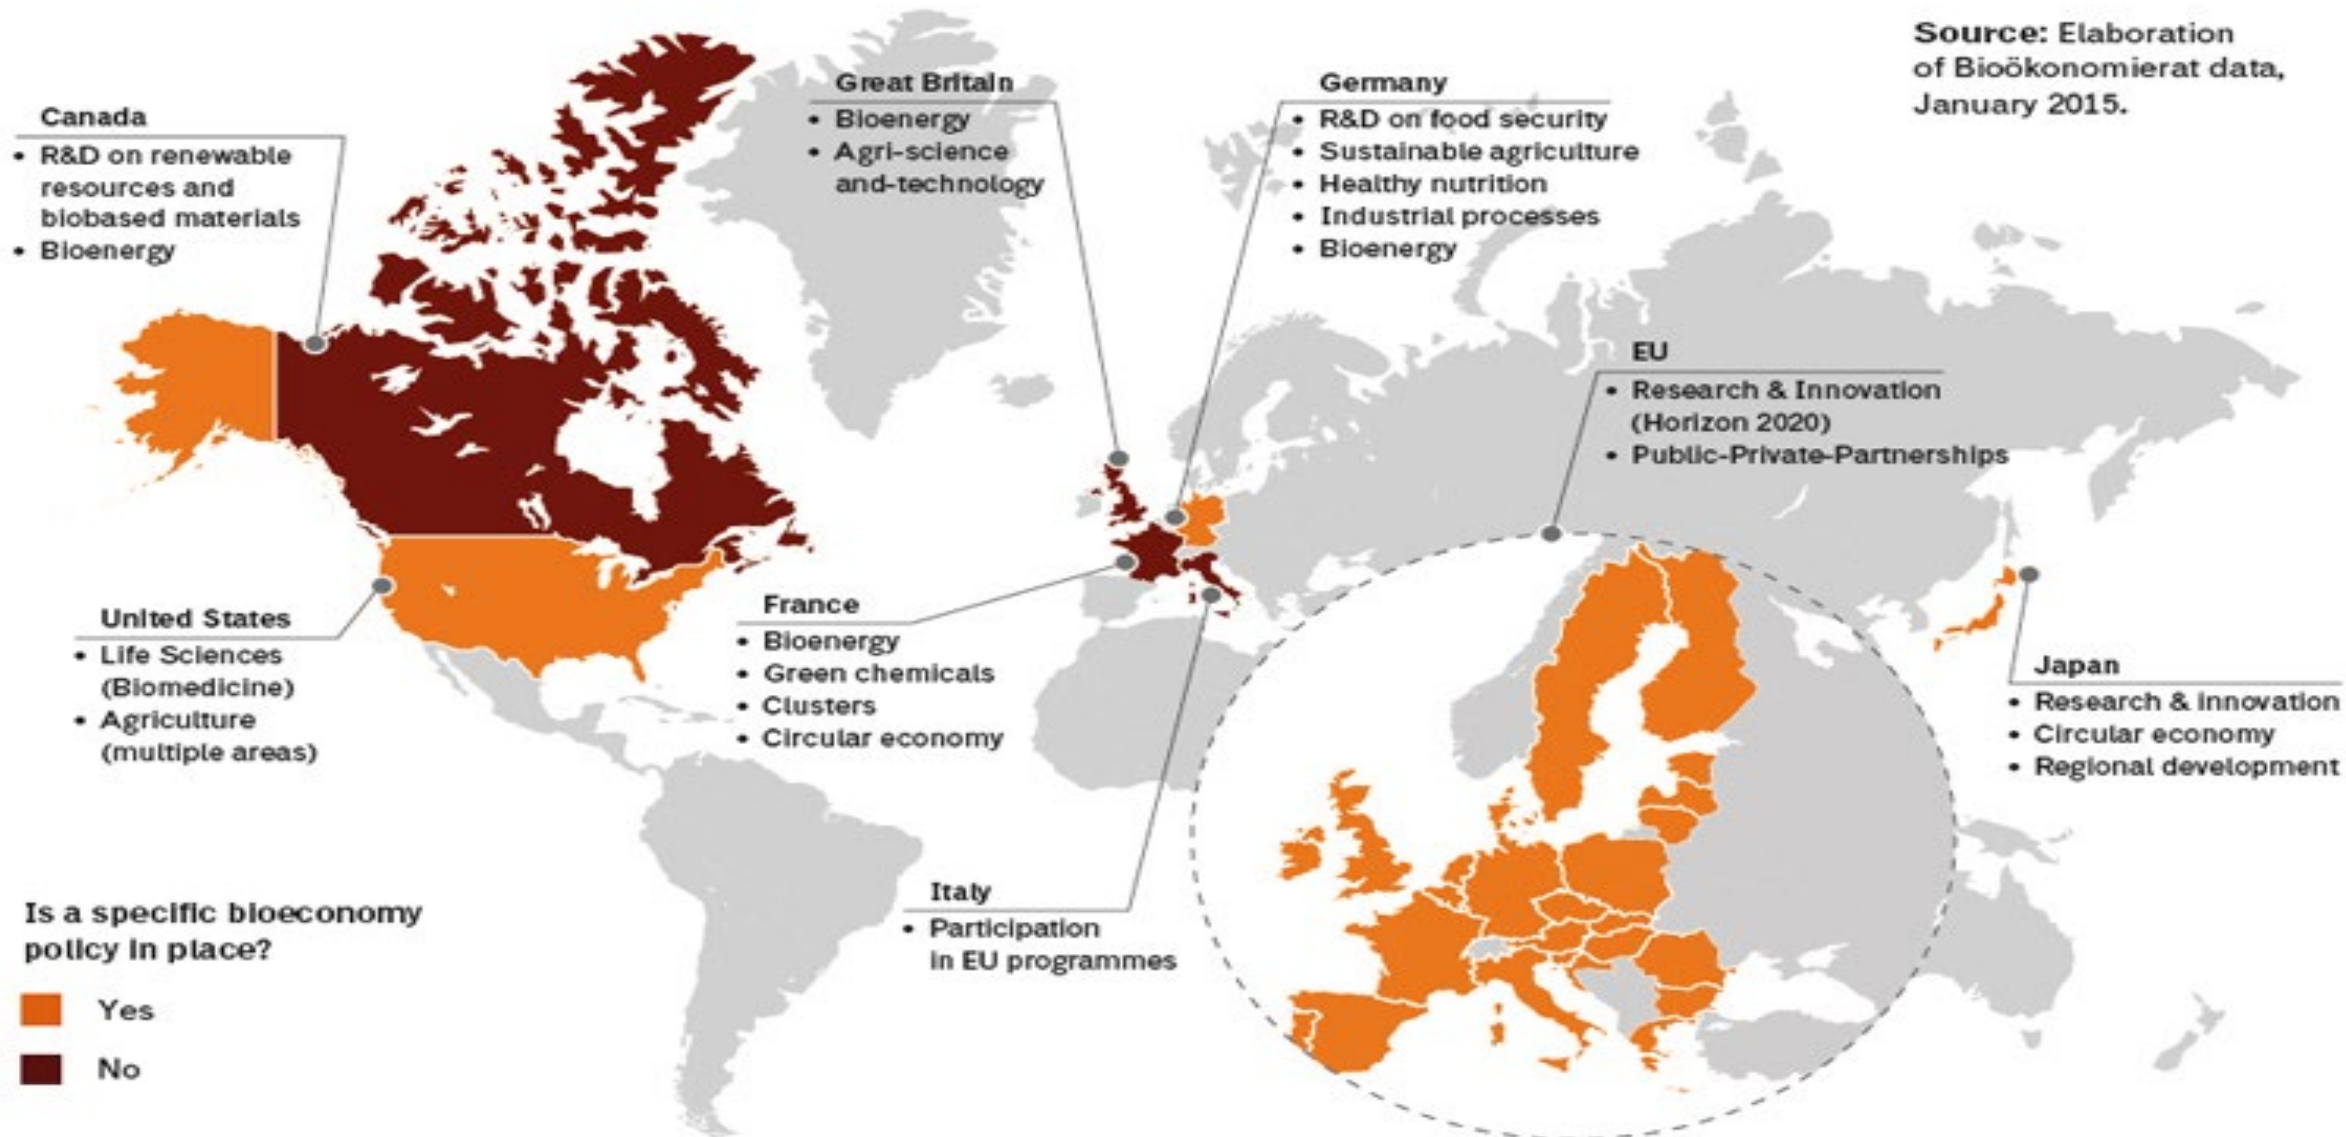 Source: Elaboration
of Bioökonomierat data,
January 2015.
Canada
• R&D on renewable
resources and
biobased materials
• Bioenergy
Great Britain
• Bioenergy
• Agri-science
and-technology
Germany
• R&D on food security
• Sustainable agriculture
• Healthy nutrition
• Industrial processes
• Bioenergy
EU
• Research & Innovation
(Horizon 2020)
• Public-Private-Partnerships
United States
• Life Sciences
(Biomedicine)
• Agriculture
(multiple areas)
France
• Bioenergy
• Green chemicals
• Clusters
• Circular economy
Japan
• Research & innovation
• Circular economy
• Regional development
Italy
• Participation
in EU programmes
Is a specific bioeconomy
policy in place?
Yes
No